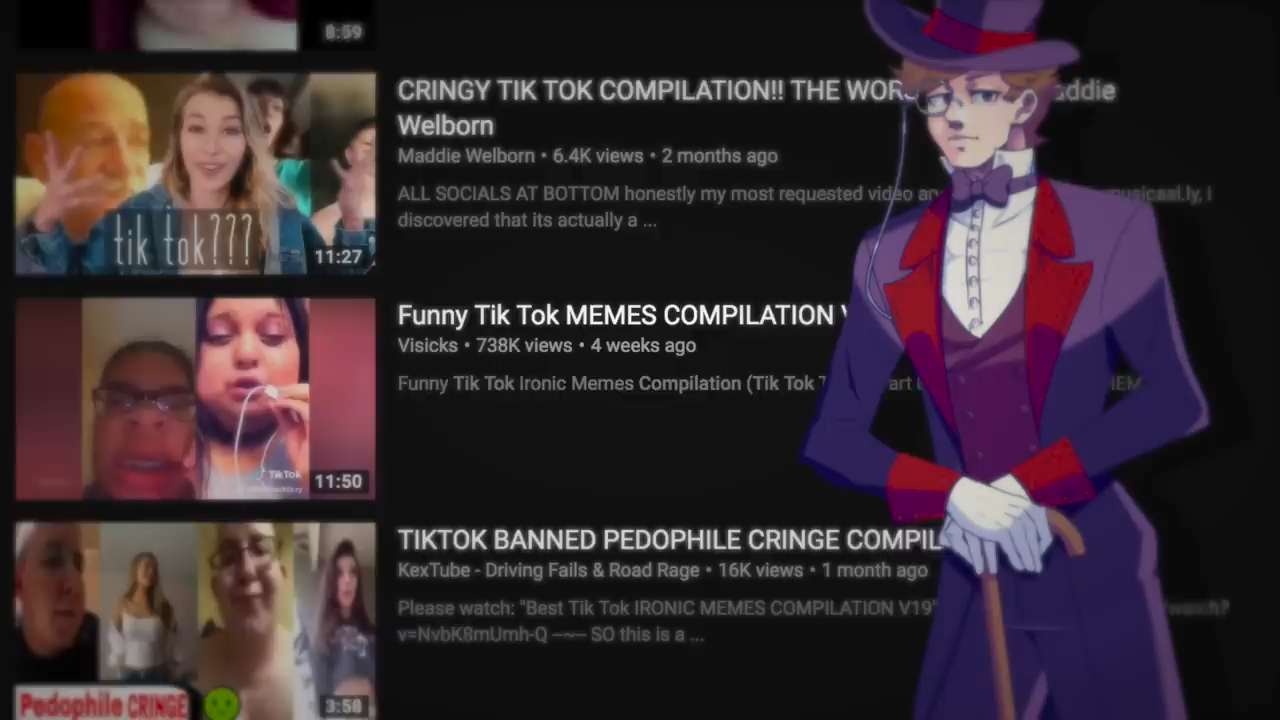 8:59
CRINGY TIK TOK COMPILATION!! THE addie
Welborn
Maddie Welborn • 6.4K views • 2 months ago
ALL SOCIALS AT BOTTOM honestly my most requested video
discovered that its actually a ...
tik tok???
11:27
Funny Tik Tok MEMES COMPILATION
Visicks • 738K views • 4 weeks ago
Funny Tik Tok Ironic Memes Compilation (Tik Tok
TikTok
11:50
TIKTOK BANNED PEDOPHILE CRINGE COMPIL
KexTube - Driving Fails & Road Rage • 16K views • 1 month ago
Please watch: "Best Tik Tok IRONIC MEMES COMPILATION V19"
v=NvbK8mUmh-Q -~-~ SO this is a ...
Pedophile CRINGE
3:50